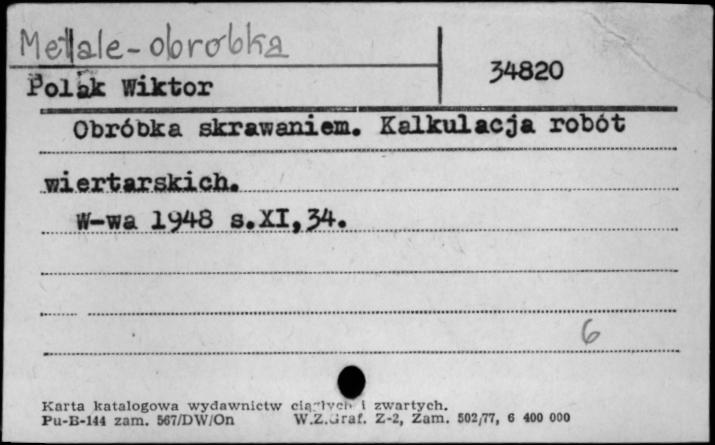 Metale-obrobka
Polak Wiktor
34820
Obróbka skrawaniem. Kalkulacja robót
wiertarskich.
W-wa 1948 s.XI,34.
6
Karta katalogowa wydawnictw ciągłych i zwartych.
Pu-B-144 zam. 567/DW/On W.Z.Graf. Z-2, Zam. 502/77, 6 400 000